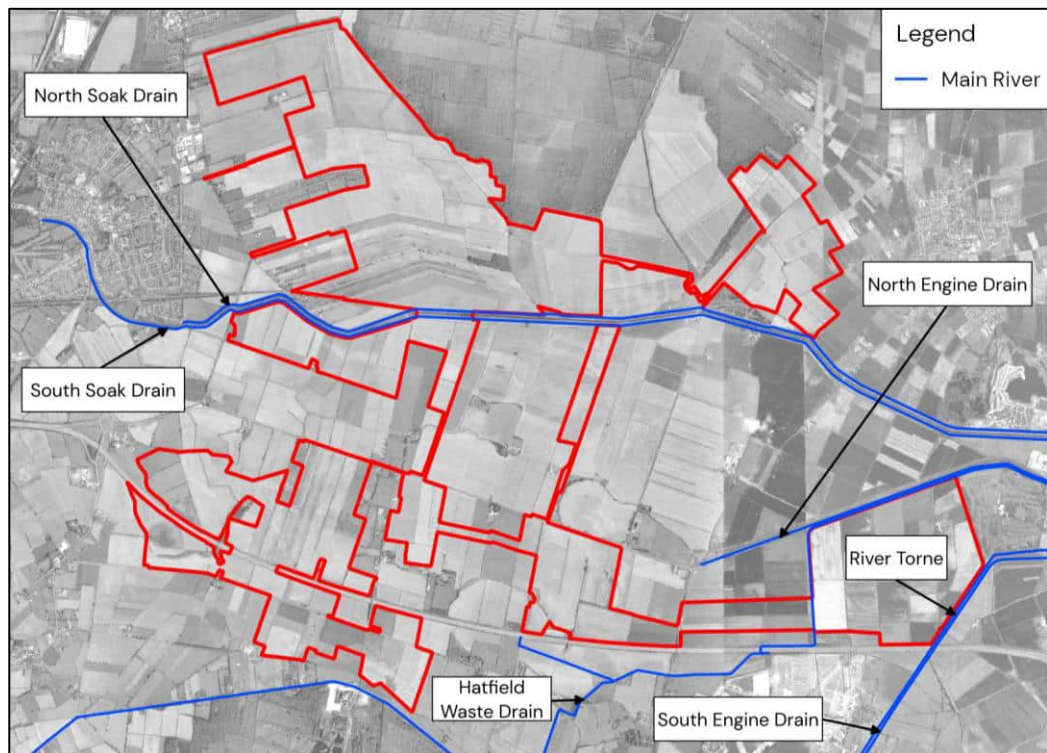 Legend
Main River
North Soak Drain
North Engine Drain
South Soak Drain
River Torne
Hatfield
Waste Drain
South Engine Drain